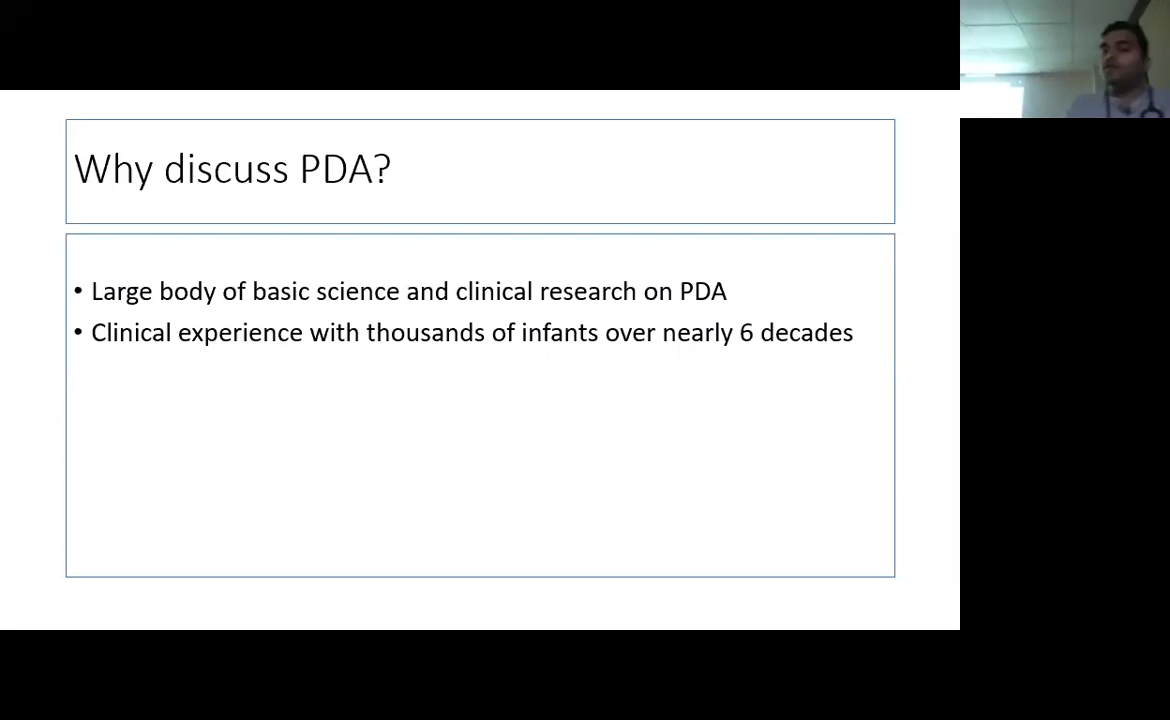 Why discuss PDA?
• Large body of basic science and clinical research on PDA
• Clinical experience with thousands of infants over nearly 6 decades